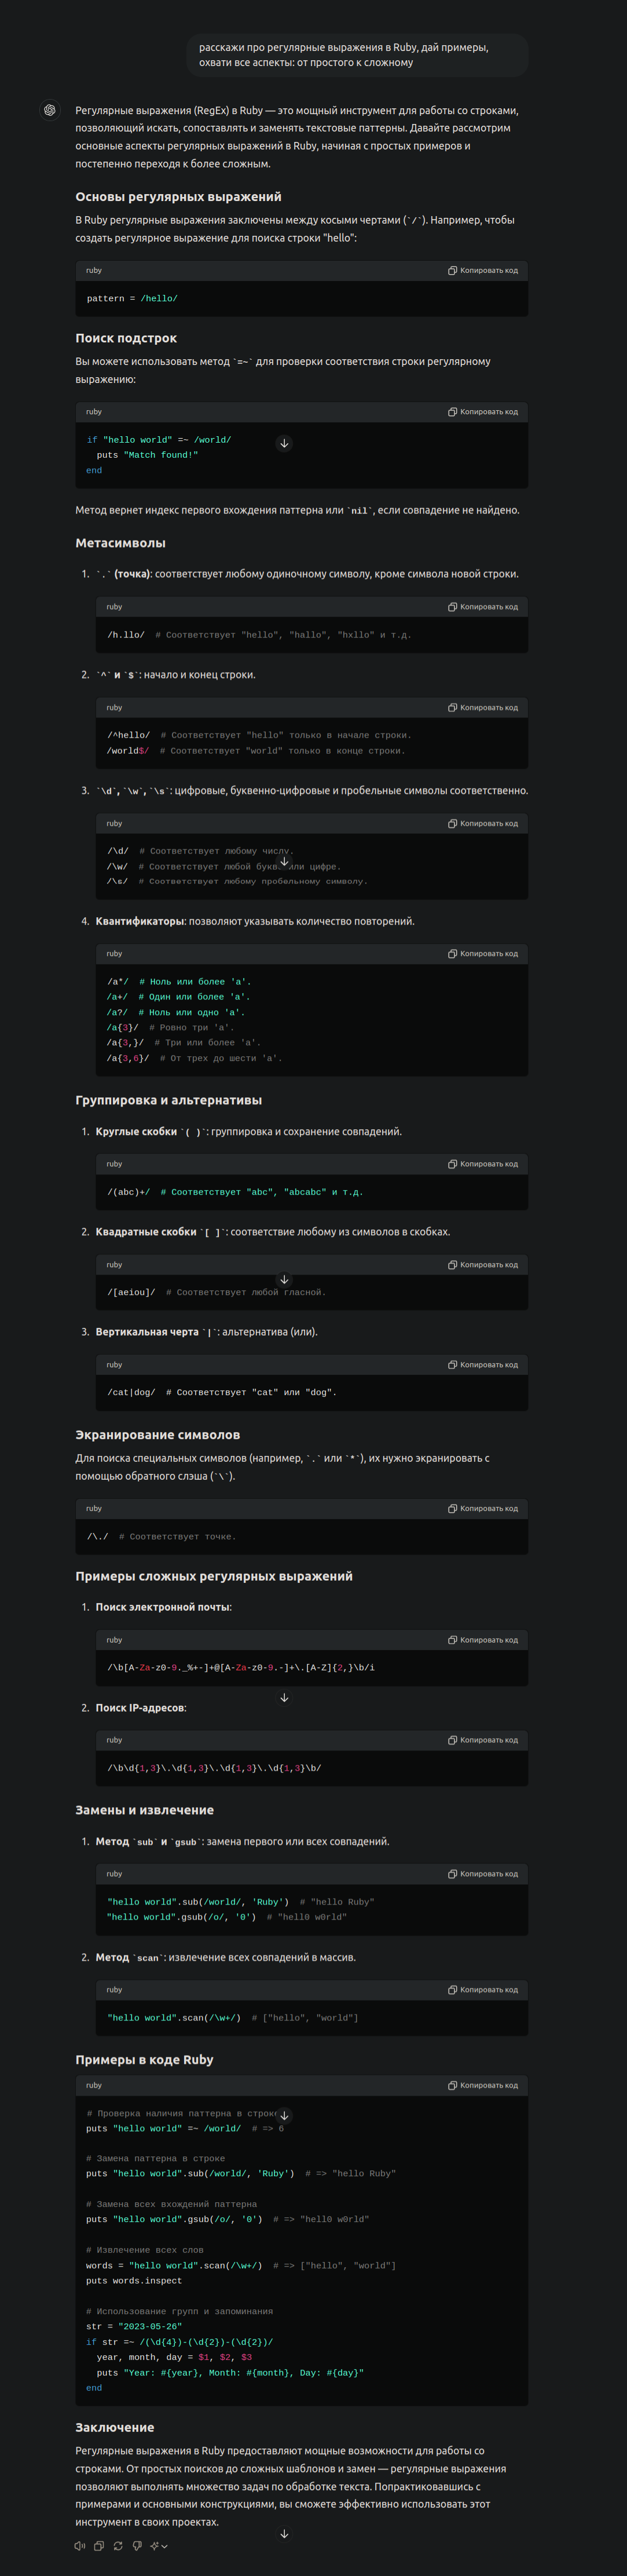 расскажи про регулярные выражения в Ruby, дай примеры,
охвати все аспекты: от простого к сложному
Регулярные выражения (RegEx) в Ruby — это мощный инструмент для работы со строками,
позволяющий искать, сопоставлять и заменять текстовые паттерны. Давайте рассмотрим
основные аспекты регулярных выражений в Ruby, начиная с простых примеров и
постепенно переходя к более сложным.
Основы регулярных выражений
В Ruby регулярные выражения заключены между косыми чертами (`/`). Например, чтобы
создать регулярное выражение для поиска строки "hello":
ruby Копировать код
pattern = /hello/
Поиск подстрок
Вы можете использовать метод `=~` для проверки соответствия строки регулярному
выражению:
ruby Копировать код
if "hello world" =~ /world/
puts "Match found!"
end
Метод вернет индекс первого вхождения паттерна или `nil`, если совпадение не найдено.
Метасимволы
1. `.` (точка): соответствует любому одиночному символу, кроме символа новой строки.
ruby Копировать код
/h.llo/ # Соответствует "hello", "hallo", "hxllo" и т.д.
2. `^` и `$`: начало и конец строки.
ruby Копировать код
/^hello/ # Соответствует "hello" только в начале строки.
/world$/ # Соответствует "world" только в конце строки.
3. `\d`,`\w`,`\s`: цифровые, буквенно-цифровые и пробельные символы соответственно.
ruby Копировать код
/\d/ # Соответствует любому числу.
/\w/ # Соответствует любой букве или цифре.
/\s/ # Соответствует любому пробельному символу.
4. Квантификаторы: позволяют указывать количество повторений.
ruby Копировать код
/a*/ # Ноль или более 'a'.
/a+/ # Один или более 'a'.
/a?/ # Ноль или одно 'a'.
/a{3}/ # Ровно три 'a'.
/a{3,}/ # Три или более 'a'.
/a{3,6}/ # От трех до шести 'a'.
Группировка и альтернативы
1. Круглые скобки `( )`: группировка и сохранение совпадений.
ruby Копировать код
/(abc)+/ # Соответствует "abc", "abcabc" и т.д.
2. Квадратные скобки `[ ]`: соответствие любому из символов в скобках.
ruby Копировать код
/[aeiou]/ # Соответствует любой гласной.
3. Вертикальная черта `|`: альтернатива (или).
ruby Копировать код
/cat|dog/ # Соответствует "cat" или "dog".
Экранирование символов
Для поиска специальных символов (например, `.` или `*`), их нужно экранировать с
помощью обратного слэша (`\`).
ruby Копировать код
/\./ # Соответствует точке.
Примеры сложных регулярных выражений
1. Поиск электронной почты:
ruby Копировать код
/\b[A-Za-z0-9._%+-]+@[A-Za-z0-9.-]+\.[A-Z]{2,}\b/i
2. Поиск IP-адресов:
ruby Копировать код
/\b\d{1,3}\.\d{1,3}\.\d{1,3}\.\d{1,3}\b/
Замены и извлечение
1. Метод `sub` и `gsub`: замена первого или всех совпадений.
ruby Копировать код
"hello world".sub(/world/, 'Ruby') # "hello Ruby"
"hello world".gsub(/o/, '0') # "hell0 w0rld"
2. Метод `scan`: извлечение всех совпадений в массив.
ruby Копировать код
"hello world".scan(/\w+/) # ["hello", "world"]
Примеры в коде Ruby
ruby Копировать код
# Проверка наличия паттерна в строке
puts "hello world" =~ /world/ # => 6
# Замена паттерна в строке
puts "hello world".sub(/world/, 'Ruby') # => "hello Ruby"
# Замена всех вхождений паттерна
puts "hello world".gsub(/o/, '0') # => "hell0 w0rld"
# Извлечение всех слов
words = "hello world".scan(/\w+/) # => ["hello", "world"]
puts words.inspect
# Использование групп и запоминания
str = "2023-05-26"
if str =~ /(\d{4})-(\d{2})-(\d{2})/
year, month, day = $1, $2, $3
puts "Year: #{year}, Month: #{month}, Day: #{day}"
end
Заключение
Регулярные выражения в Ruby предоставляют мощные возможности для работы со
строками. От простых поисков до сложных шаблонов и замен — регулярные выражения
позволяют выполнять множество задач по обработке текста. Попрактиковавшись с
примерами и основными конструкциями, вы сможете эффективно использовать этот
инструмент в своих проектах.